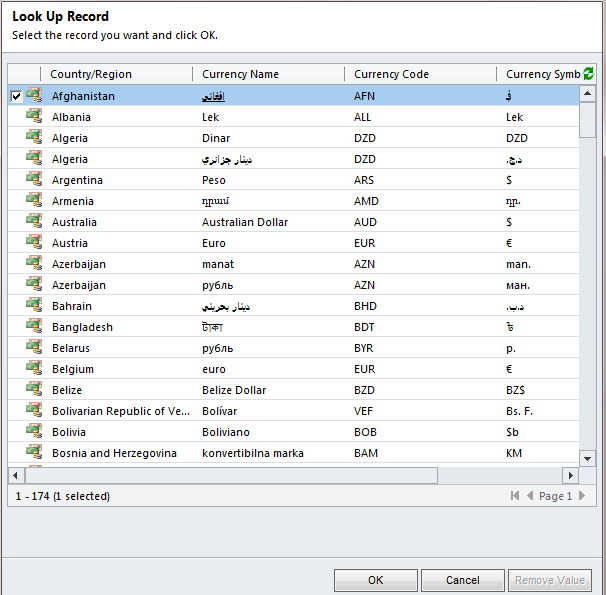 Look Up Record
Select the record you want and click OK.
Country/Region Currency Name Currency Code Currency Symb
Afghanistan افغانى AFN ؋
Albania Lek ALL Lek
Algeria Dinar DZD DZD
Algeria دينار جزائري DZD د.ج.
Argentina Peso ARS $
Armenia դրամ AMD դր.
Australia Australian Dollar AUD $
Austria Euro EUR €
Azerbaijan manat AZN man.
Azerbaijan рубль AZN ман.
Bahrain دينار بحريني BHD د.ب.
Bangladesh টাকা BDT ৳
Belarus рубль BYR р.
Belgium euro EUR €
Belize Belize Dollar BZD BZ$
Bolivarian Republic of Ve... Bolívar VEF Bs. F.
Bolivia Boliviano BOB $b
Bosnia and Herzegovina konvertibilna marka BAM KM
1 - 174 (1 selected) Page 1
OK Cancel Remove Value